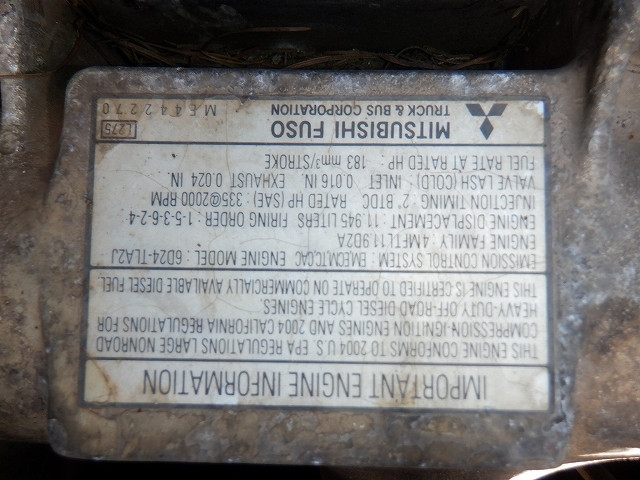 IMPORTANT ENGINE INFORMATION
THIS ENGINE CONFORMS TO 2004 U.S. EPA REGULATIONS LARGE NONROAD
COMPRESSION-IGNITION ENGINES AND 2004 CALIFORNIA REGULATIONS FOR
HEAVY-DUTY OFF-ROAD DIESEL CYCLE ENGINES.
THIS ENGINE IS CERTIFIED TO OPERATE ON COMMERCIALLY AVAILABLE DIESEL FUEL
EMISSION CONTROL SYSTEM : EMECMTCCAC ENGINE MODEL : 6D24-TLA2J
ENGINE FAMILY : 4MFTL11.9D2A
ENGINE DISPLACEMENT : 11.945 LITERS FIRING ORDER : 1-5-3-6-2-4
INJECTION TIMING : 2° BTDC RATED HP (SAE) : 335@2000 RPM
VALVE LASH (COLD) : INLET 0.016 IN. EXHAUST 0.024 IN.
FUEL RATE AT RATED HP : 183 mm³/STROKE
MITSUBISHI FUSO L275
TRUCK & BUS CORPORATION ME442270